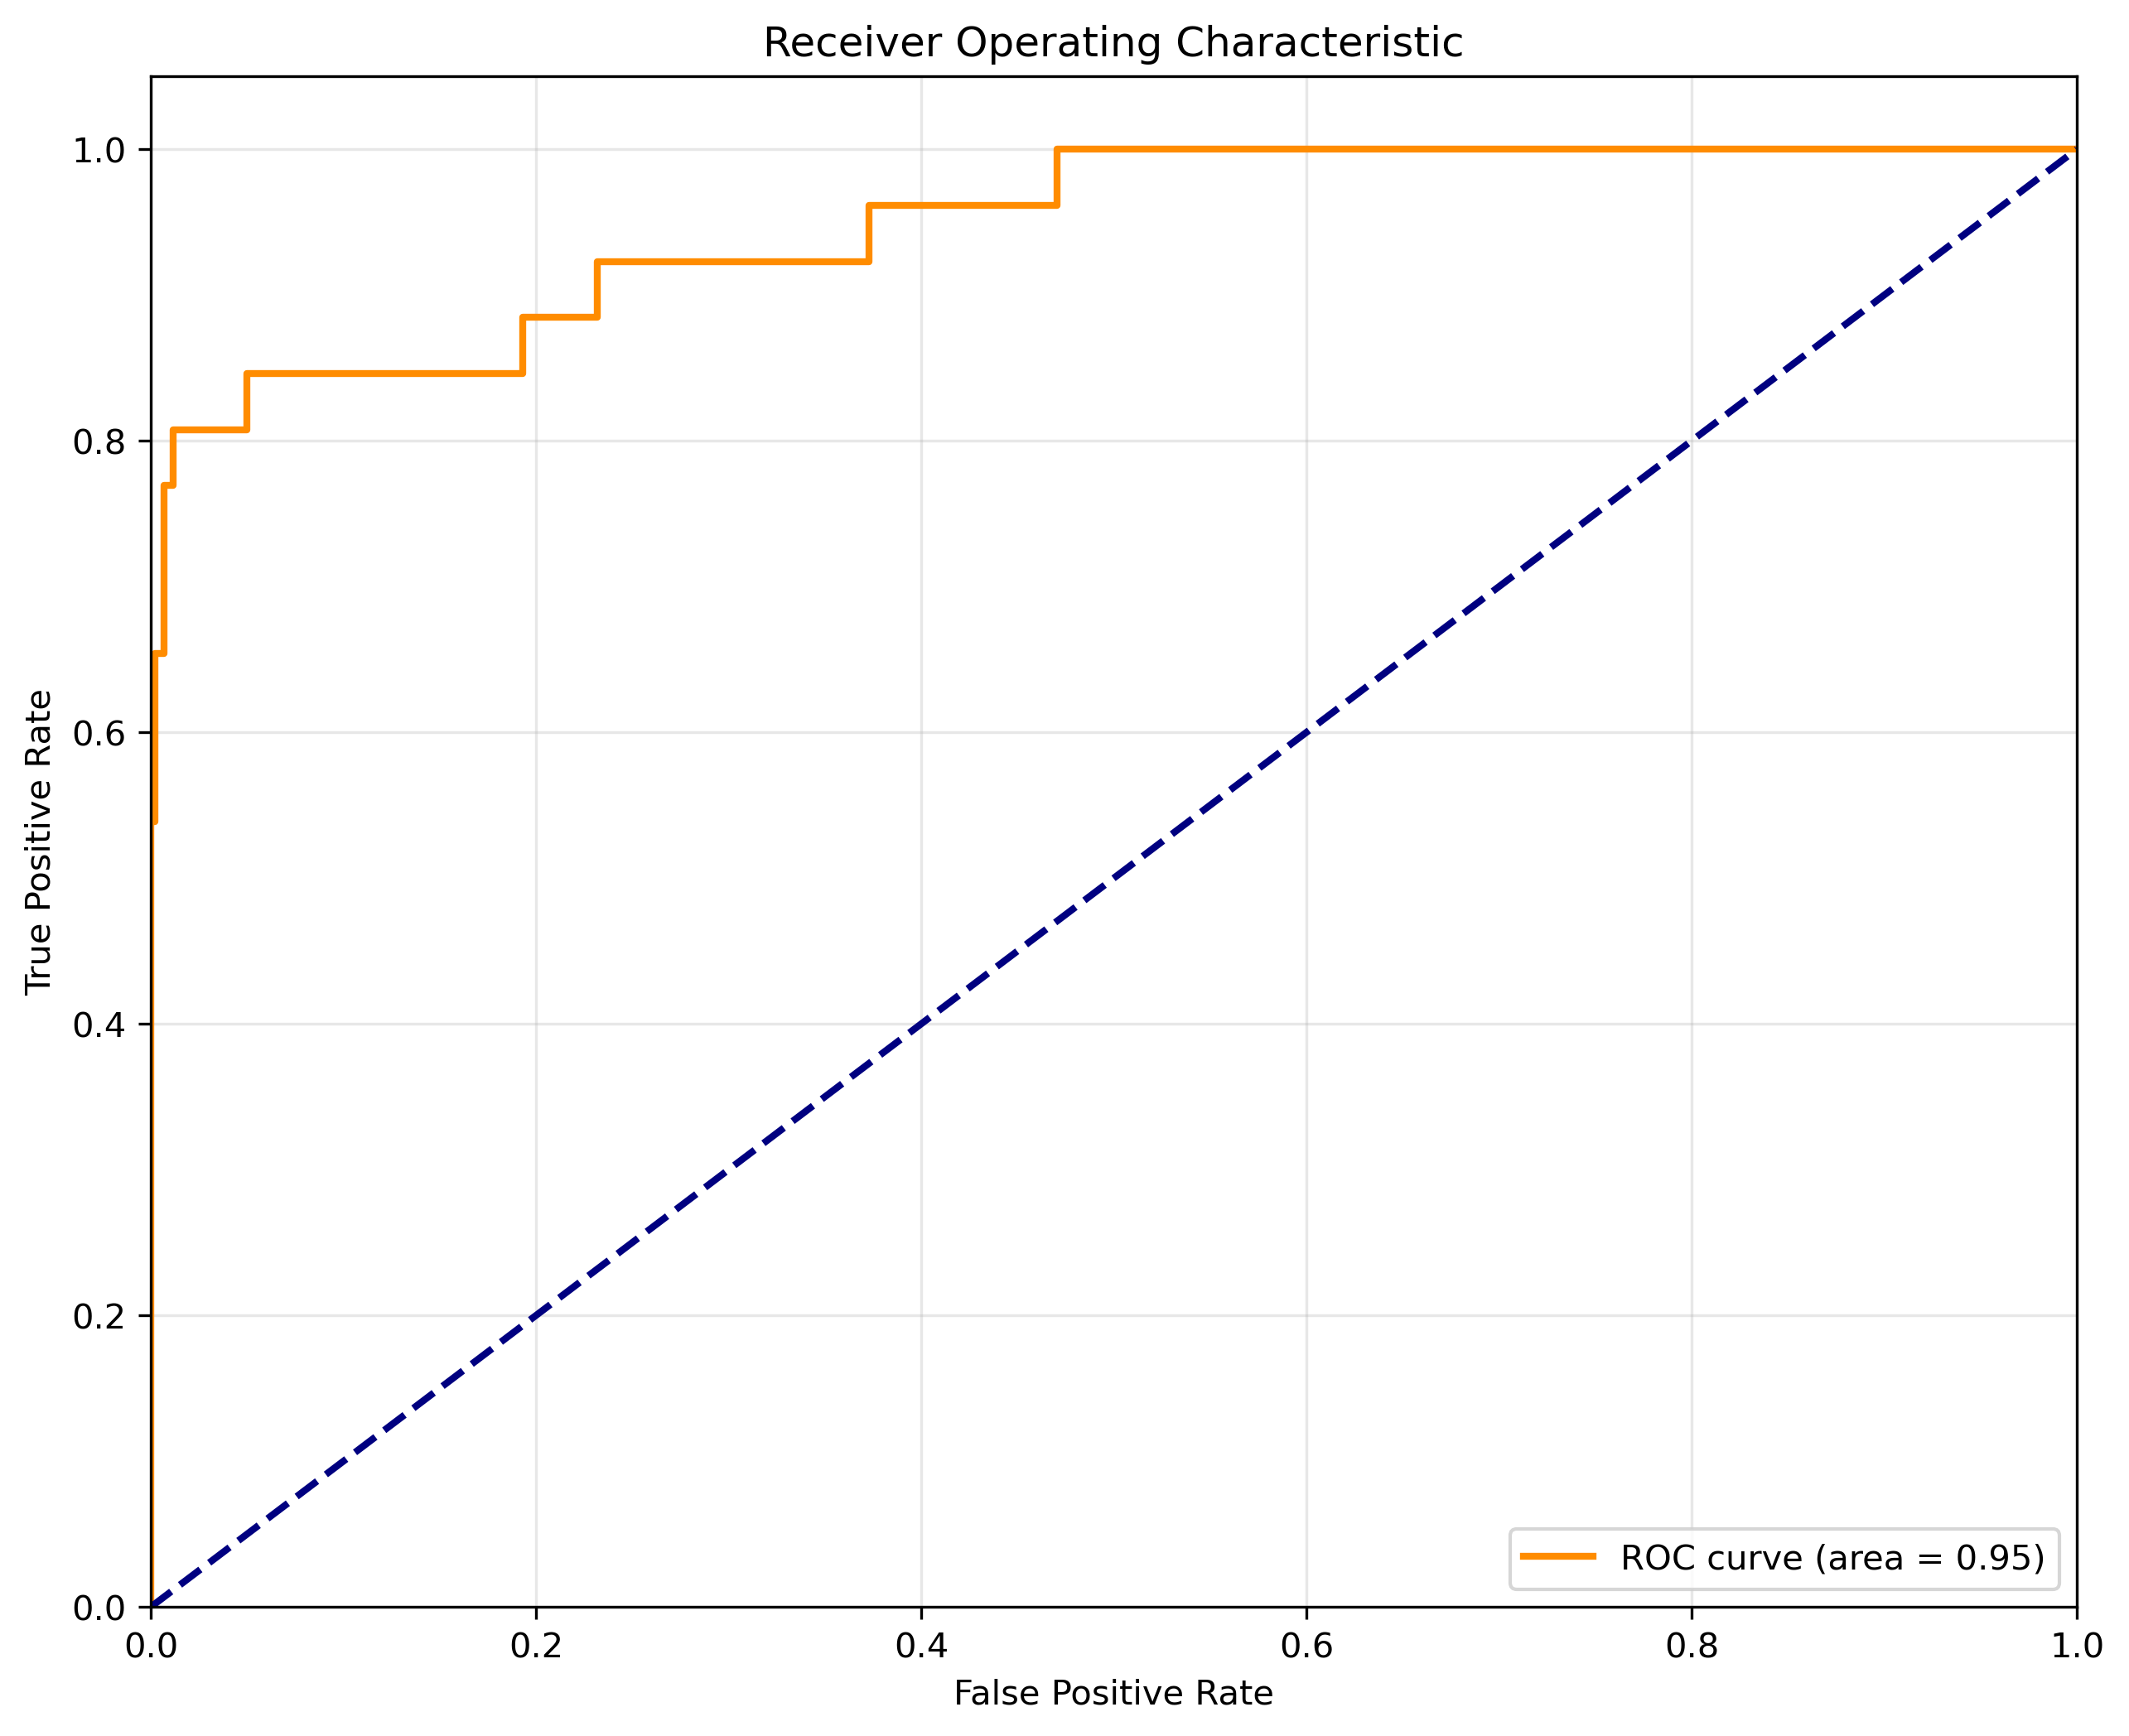 Receiver Operating Characteristic
True Positive Rate
1.0
0.8
0.6
0.4
0.2
0.0
ROC curve (area = 0.95)
0.0 0.2 0.4 0.6 0.8 1.0
False Positive Rate